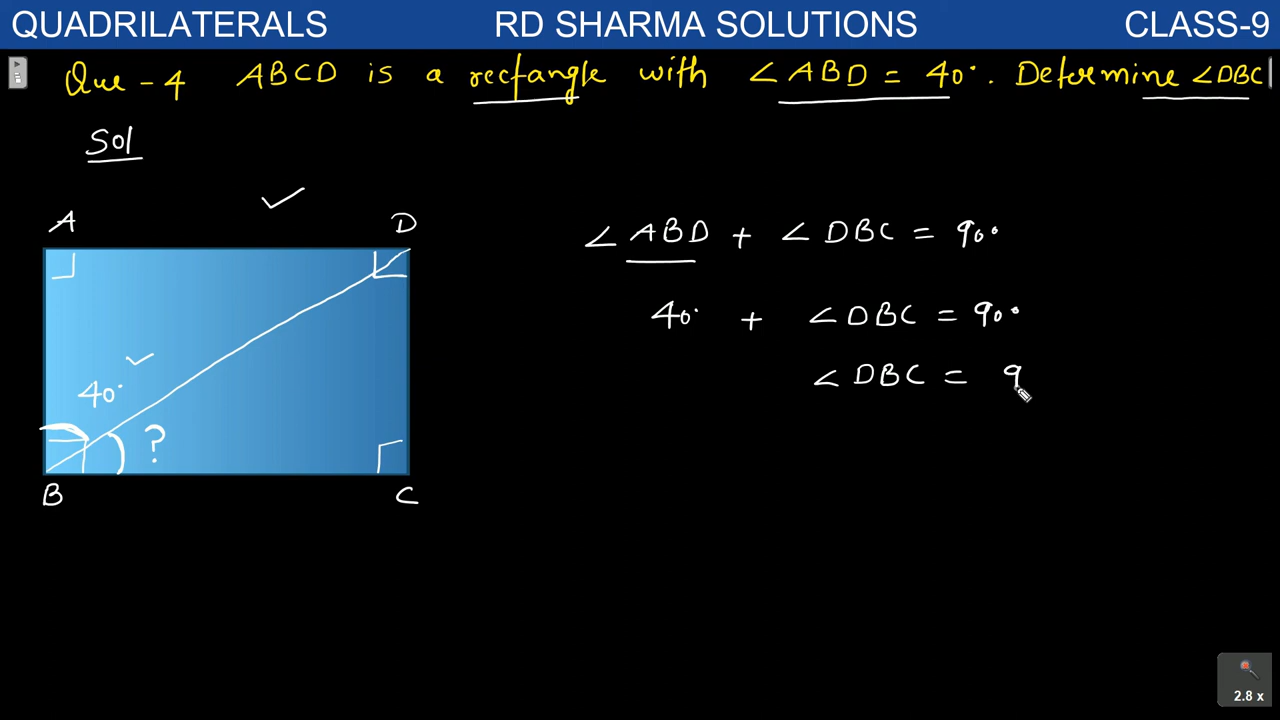 QUADRILATERALS RD SHARMA SOLUTIONS CLASS-9
Que - 4 ABCD is a rectangle with ∠ABD = 40°. Determine ∠DBC
Sol
A D
∠ABD + ∠DBC = 90°
40° + ∠DBC = 90°
∠DBC = 9
40°
?
B C
2.8 x